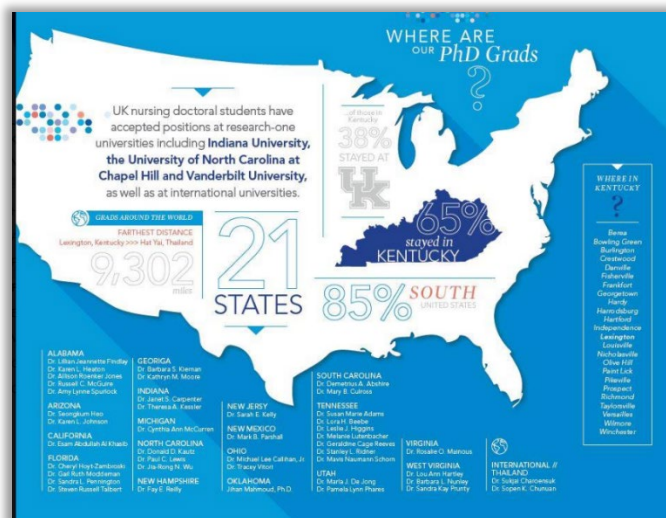 WHERE ARE
OUR PhD Grads
?
UK nursing doctoral students have
accepted positions at research-one
universities including Indiana University,
the University of North Carolina at
Chapel Hill and Vanderbilt University,
as well as at international universities.
...of those in
Kentucky
38%
STAYED AT
UK
65%
stayed in
KENTUCKY
GRADS AROUND THE WORLD
FARTHEST DISTANCE
Lexington, Kentucky >>> Hat Yai, Thailand
9,302
miles
21
STATES
85% SOUTH
UNITED STATES
WHERE IN
KENTUCKY
?
Berea
Bowling Green
Burlington
Crestwood
Danville
Fisherville
Frankfort
Georgetown
Hardy
Harrodsburg
Hartford
Independence
Lexington
Louisville
Nicholasville
Olive Hill
Paint Lick
Pikeville
Prospect
Richmond
Taylorsville
Versailles
Wilmore
Winchester
ALABAMA
Dr. Lillian Jeannette Findlay
Dr. Karen L. Heaton
Dr. Allison Roenker Jones
Dr. Russell C. McGuire
Dr. Amy Lynne Spurlock
ARIZONA
Dr. Seongkum Heo
Dr. Karen L. Johnson
CALIFORNIA
Dr. Esam Abdullah Al Khasib
FLORIDA
Dr. Cheryl Hoyt-Zambowski
Dr. Gail Ruth
Dr. Sandra L. Pennington
Dr. Steven Russell Talbert
GEORIGA
Dr. Barbara S. Kiernan
Dr. Kathryn M. Moore
INDIANA
Dr. Janet S. Carpenter
Dr. Theresa A. Kessler
MICHIGAN
Dr. Cynthia Ann McCurren
NORTH CAROLINA
Dr. Donald D. Kautz
Dr. Paul C. Lewis
Dr. Jia-Rong N. Wu
NEW HAMPSHIRE
Dr. Fay E. Reilly
NEW JERSY
Dr. Sarah E. Kelly
NEW MEXICO
Dr. Mark B. Parshall
OHIO
Dr. Michael Lee Callihan, Jr.
Dr. Tracey Vitori
OKLAHOMA
Jihan Mahmoud, Ph.D.
SOUTH CAROLINA
Dr. Demetrius A. Abshire
Dr. Mary B. Culross
TENNESSEE
Dr. Susan Marie Adams
Dr. Lora H. Beebe
Dr. Leslie J. Higgins
Dr. Melanie Lutenbacher
Dr. Geraldine Cage Reeves
Dr. Stanley L. Ridner
Dr. Mavis Naumann Schorn
UTAH
Dr. Marla J. De Jong
Dr. Pamela Lynn Phares
VIRGINIA
Dr. Rosalie O. Mainous
WEST VIRGINIA
Dr. Lou Ann Hartley
Dr. Barbara L. Nunley
Dr. Sandra Kay Prunty
INTERNATIONAL //
THAILAND
Dr. Sukjai Charoensuk
Dr. Sopen K. Chunuan